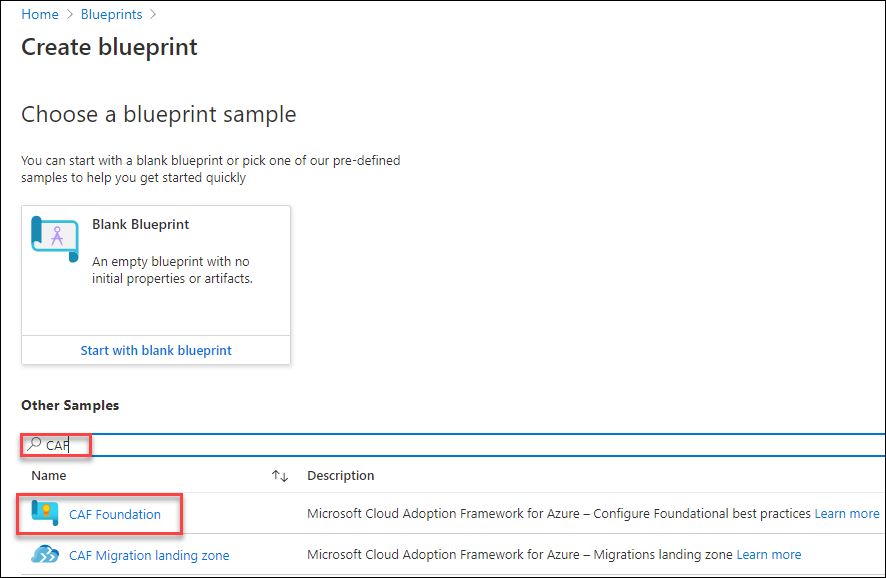 Home > Blueprints >
Create blueprint
Choose a blueprint sample
You can start with a blank blueprint or pick one of our pre-defined
samples to help you get started quickly
Blank Blueprint
An empty blueprint with no
initial properties or artifacts.
Start with blank blueprint
Other Samples
CAF
Name ↑↓ Description
CAF Foundation Microsoft Cloud Adoption Framework for Azure – Configure Foundational best practices Learn more
CAF Migration landing zone Microsoft Cloud Adoption Framework for Azure – Migrations landing zone Learn more